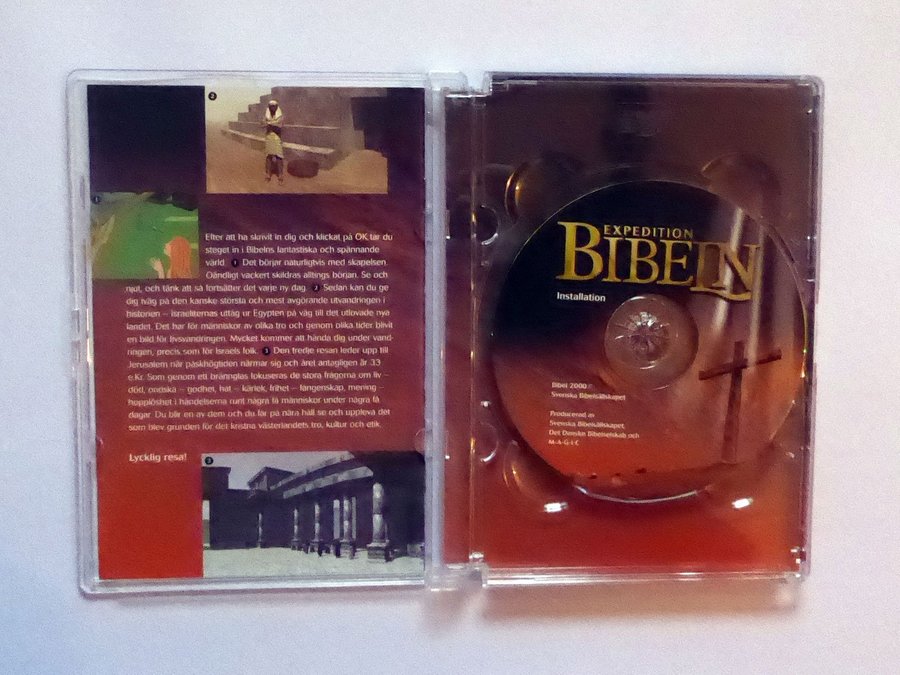 2
1
Efter att ha skrivit in dig och klickat på OK tar du
steget in i Bibelns fantastiska och spännande
värld. 1 Det börjar naturligtvis med skapelsen.
Oändligt vackert skildras alltings början. Se och
njut, och tänk att så fortsätter det varje ny dag. 2 Sedan kan du ge
dig iväg på den kanske största och mest avgörande utvandringen i
historien – israeliternas uttåg ur Egypten på väg till det utlovade nya
landet. Det har för människor av olika tro och genom olika tider blivit
en bild för livsvandringen. Mycket kommer att hända dig under vand-
ringen, precis som för Israels folk. 3 Den tredje resan leder upp till
Jerusalem när påskhögtiden närmar sig och året antagligen är 33
e.Kr. Som genom ett brännglas fokuseras de stora frågorna om liv –
död, ondska – godhet, hat – kärlek, frihet – fångenskap, mening –
hopplöshet i händelserna runt några få människor under några få
dagar. Du blir en av dem och du får på nära håll se och uppleva det
som blev grunden för det kristna västerlandets tro, kultur och etik.
Lycklig resa!
3
EXPEDITION
BIBELN
Installation
Bibel 2000©
Svenska Bibelsällskapet
Producerad av
Svenska Bibelsällskapet,
Det Danske Bibelselskab och
M-A-G-I-C